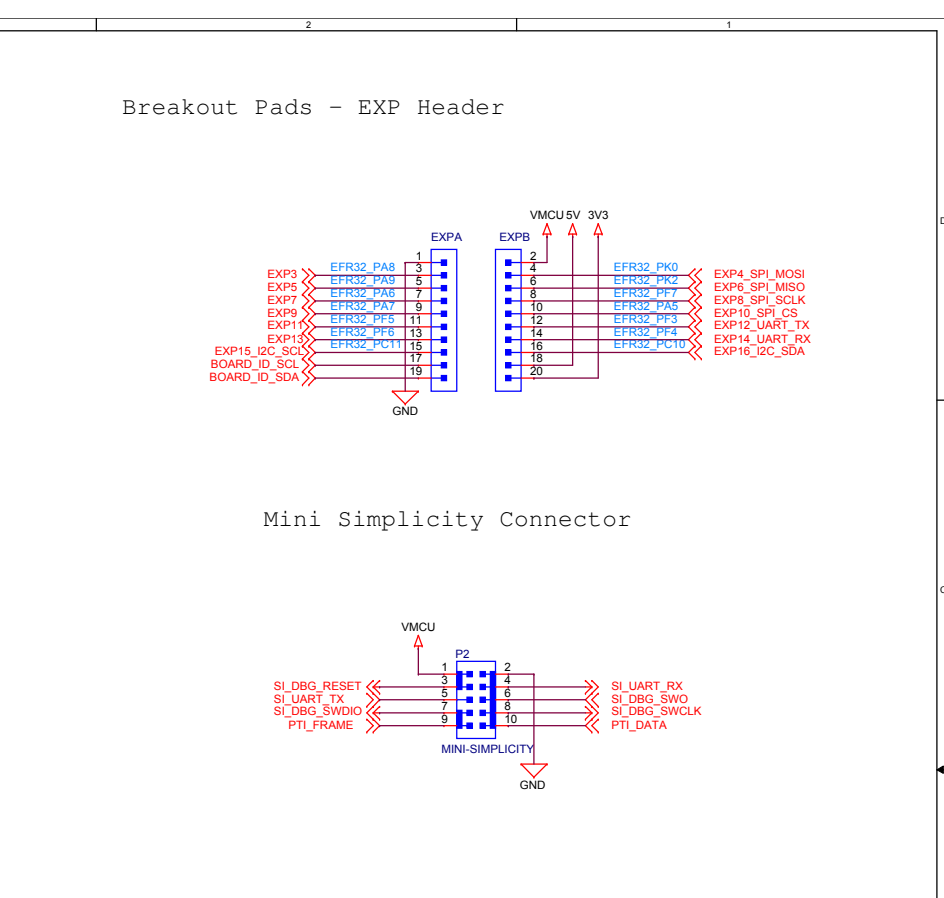 2 1
Breakout Pads - EXP Header
D
VMCU 5V 3V3
EXPA EXPB
1 2
EXP3 EFR32_PA8 3 4 EFR32_PK0 EXP4_SPI_MOSI
EXP5 EFR32_PA9 5 6 EFR32_PK2 EXP6_SPI_MISO
EXP7 EFR32_PA6 7 8 EFR32_PF7 EXP8_SPI_SCLK
EXP9 EFR32_PA7 9 10 EFR32_PA5 EXP10_SPI_CS
EXP11 EFR32_PF5 11 12 EFR32_PF3 EXP12_UART_TX
EXP13 EFR32_PF6 13 14 EFR32_PF4 EXP14_UART_RX
EXP15_I2C_SCL EFR32_PC11 15 16 EFR32_PC10 EXP16_I2C_SDA
BOARD_ID_SCL 17 18
BOARD_ID_SDA 19 20
GND
Mini Simplicity Connector
C
VMCU
P2
1 2
SI_DBG_RESET 3 4 SI_UART_RX
SI_UART_TX 5 6 SI_DBG_SWO
SI_DBG_SWDIO 7 8 SI_DBG_SWCLK
PTI_FRAME 9 10 PTI_DATA
MINI-SIMPLICITY
GND